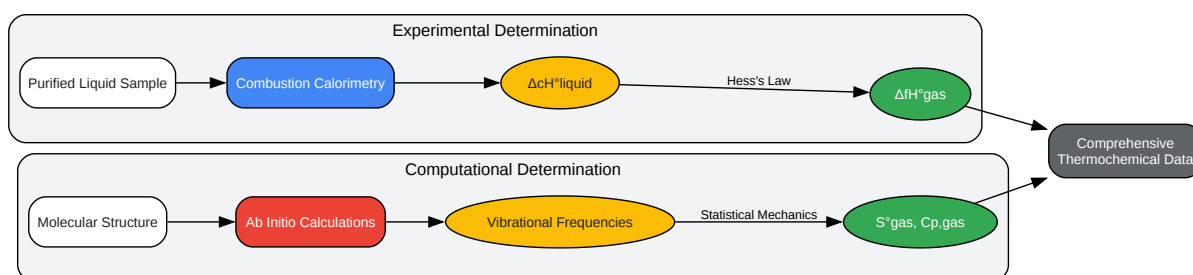 Experimental Determination
Purified Liquid Sample
Combustion Calorimetry
ΔcH°liquid
Hess's Law
ΔfH°gas
Comprehensive
Thermochemical Data
Computational Determination
Molecular Structure
Ab Initio Calculations
Vibrational Frequencies
Statistical Mechanics
S°gas, Cp,gas